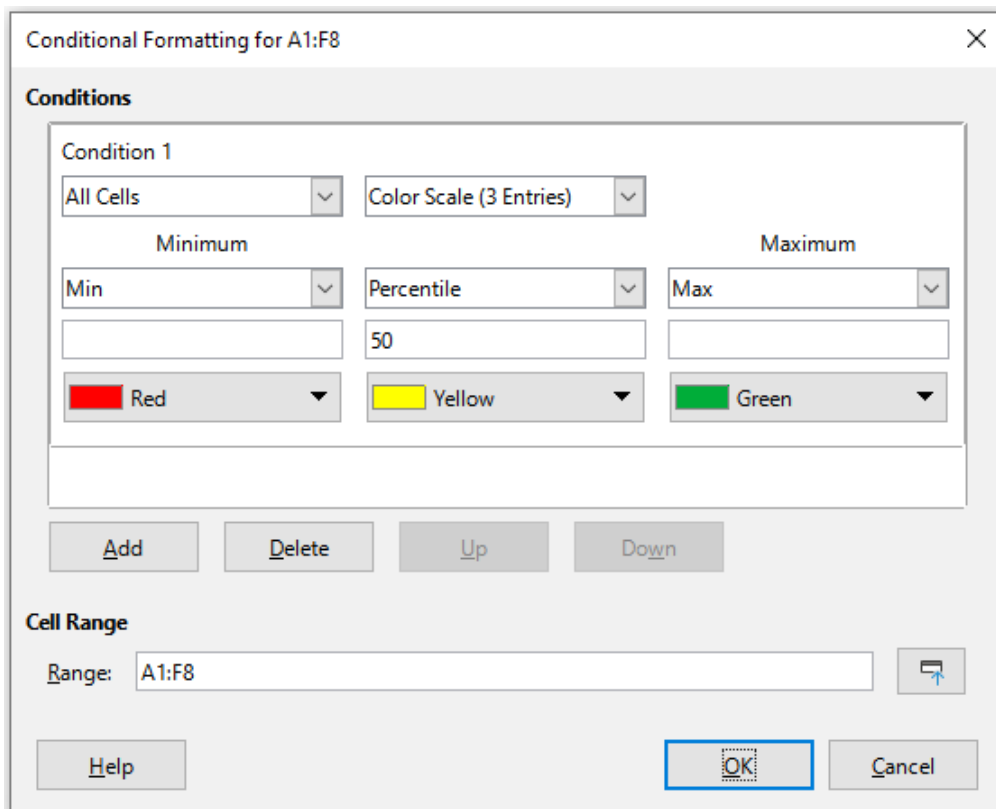 Conditional Formatting for A1:F8
Conditions
Condition 1
All Cells Color Scale (3 Entries)
Minimum Maximum
Min Percentile Max
50
Red Yellow Green
Add Delete Up Down
Cell Range
Range: A1:F8
Help OK Cancel